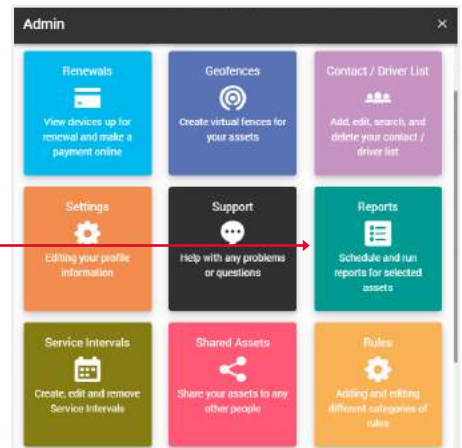 Admin
×
Renewals
View devices up for
renewal and make a
payment online
Geofences
Create virtual fences for
your assets
Contact / Driver List
Add, edit, search, and
delete your contact /
driver list
Settings
Editing your profile
information
Support
Help with any problems
or questions
Reports
Schedule and run
reports for selected
assets
Service Intervals
Create, edit and remove
Service Intervals
Shared Assets
Share your assets to any
other people
Rules
Adding and editing
different categories of
rules